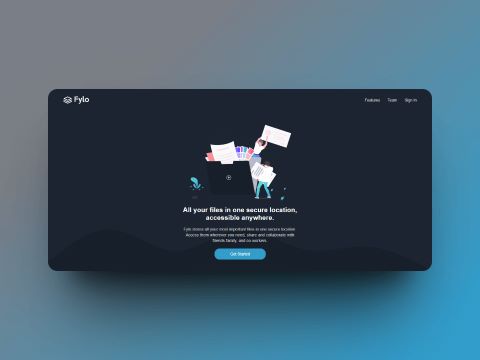 Fylo
Features Team Sign In
All your files in one secure location,
accessible anywhere.
Fylo stores all your most important files in one secure location.
Access them wherever you need, share and collaborate with
friends family, and co-workers.
Get Started